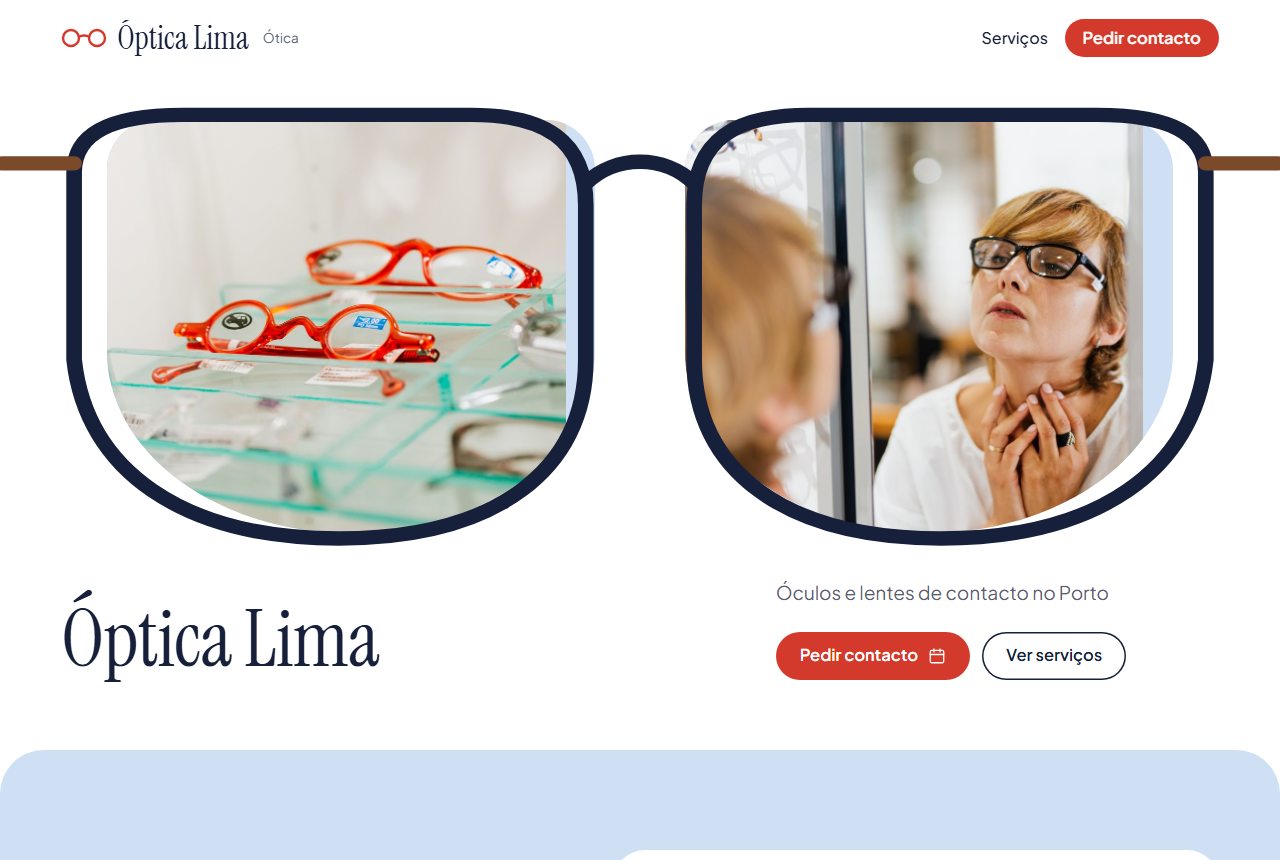 Óptica Lima Ótica Serviços Pedir contacto
Óculos e lentes de contacto no Porto
Óptica Lima
Pedir contacto Ver serviços